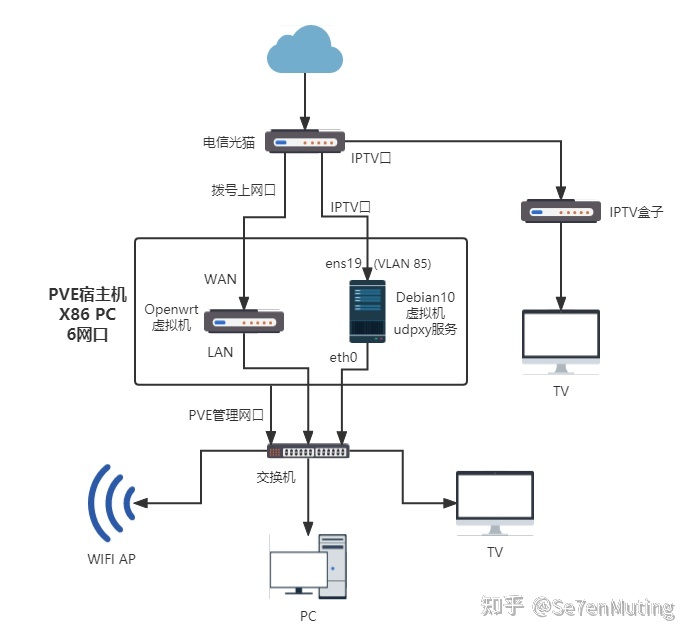 电信光猫
IPTV口
拨号上网口
IPTV口
IPTV盒子
ens19 (VLAN 85)
WAN
PVE宿主机
X86 PC
6网口
Openwrt
虚拟机
Debian10
虚拟机
udpxy服务
LAN
eth0
TV
PVE管理网口
交换机
WIFI AP
TV
PC
知乎 @Se7enMuting